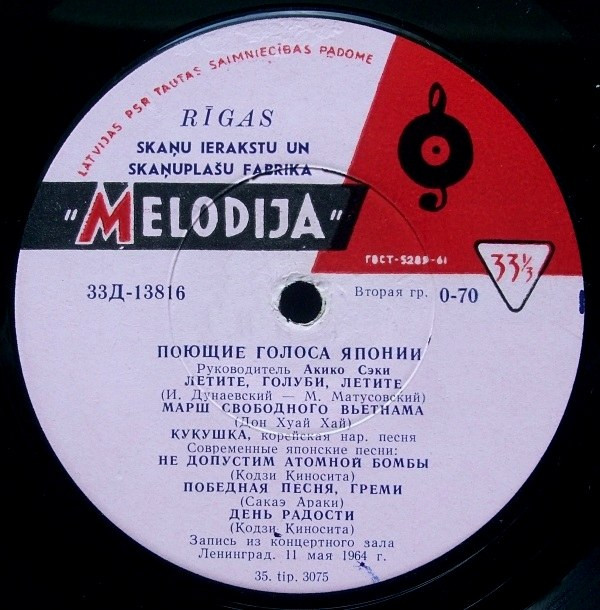 LATVIJAS PSR TAUTAS SAIMNIECĪBAS PADOME
RĪGAS
SKAŅU IERAKSTU UN
SKAŅUPLAŠU FABRIKA
"MELODIJA"
ГОСТ-5289-61
33⅓
33Д-13816
Вторая гр. 0-70
ПОЮЩИЕ ГОЛОСА ЯПОНИИ
Руководитель Акико Сэки
ЛЕТИТЕ, ГОЛУБИ, ЛЕТИТЕ
(И. Дунаевский — М. Матусовский)
МАРШ СВОБОДНОГО ВЬЕТНАМА
(Дон Хуай Хай)
КУКУШКА, корейская нар. песня
Современные японские песни:
НЕ ДОПУСТИМ АТОМНОЙ БОМБЫ
(Кодзи Киносита)
ПОБЕДНАЯ ПЕСНЯ, ГРЕМИ
(Сакаэ Араки)
ДЕНЬ РАДОСТИ
(Кодзи Киносита)
Запись из концертного зала
Ленинград. 11 мая 1964 г.
35. tip. 3075